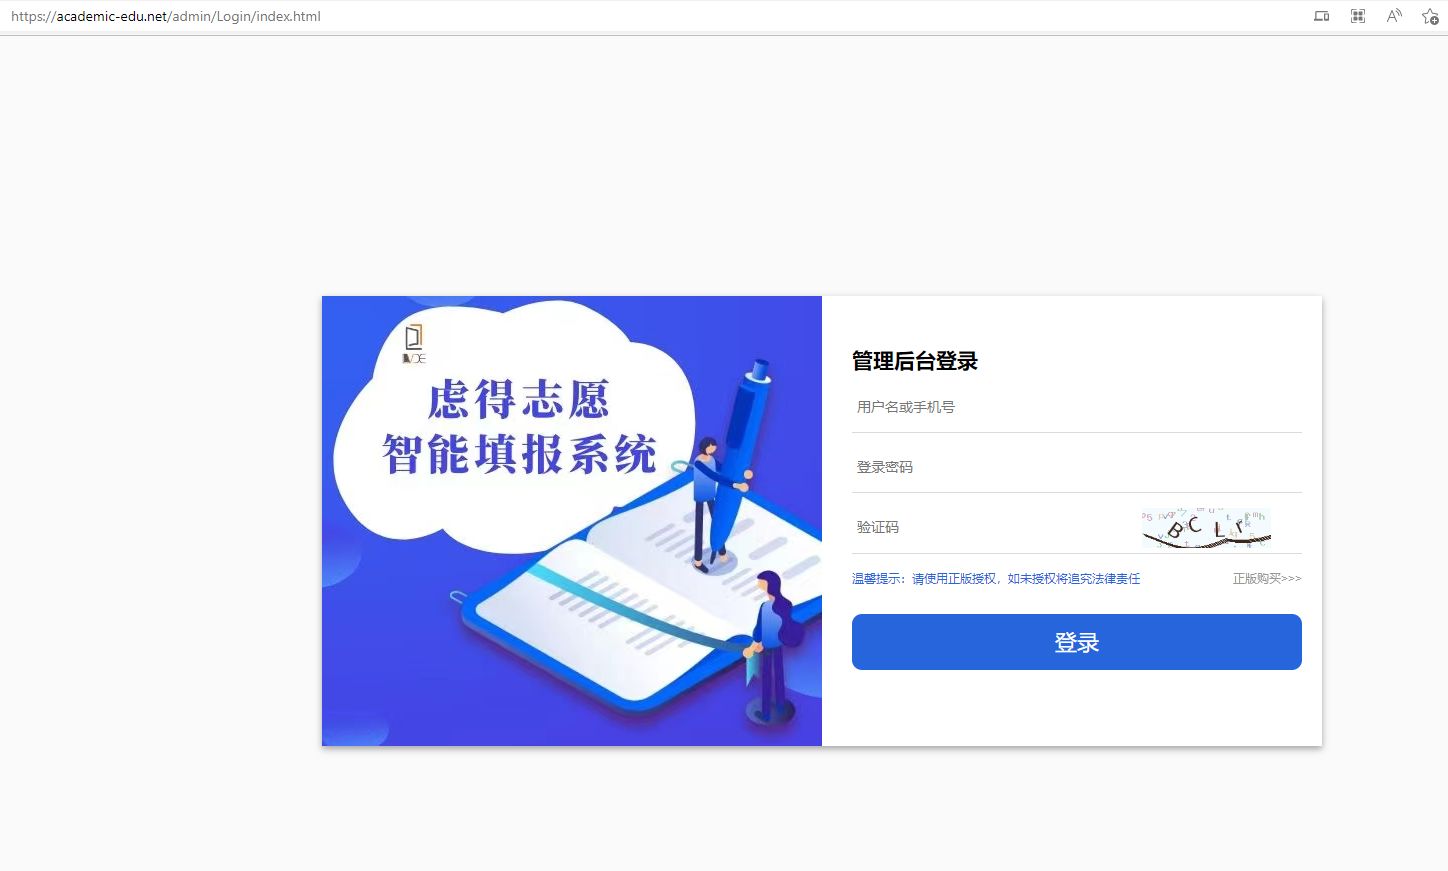 https://academic-edu.net/admin/Login/index.html
虑得志愿
智能填报系统
管理后台登录
用户名或手机号
登录密码
验证码
温馨提示：请使用正版授权，如未授权将追究法律责任
正版购买>>>
登录